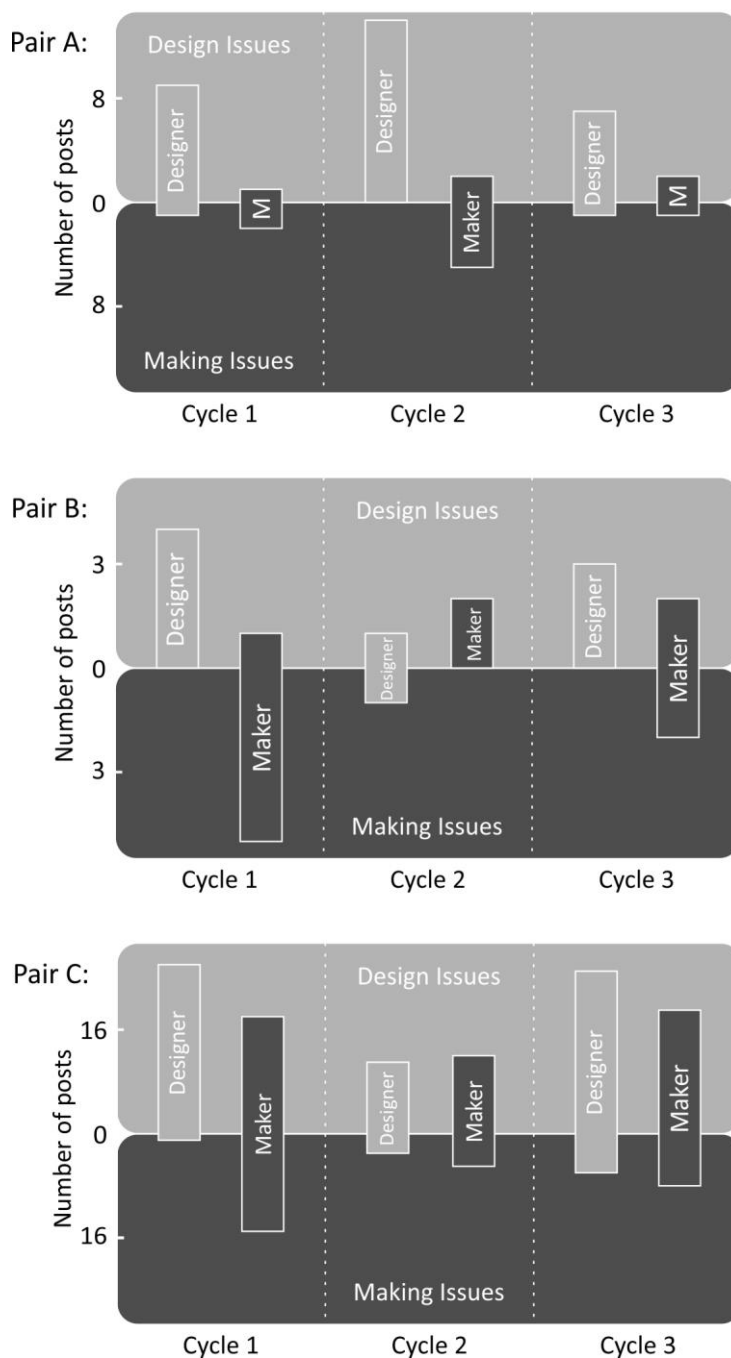 Pair A:
Design Issues
Number of posts
8
0
8
Designer
M
Designer
Maker
Designer
M
Making Issues
Cycle 1
Cycle 2
Cycle 3
Pair B:
Design Issues
Number of posts
3
0
3
Designer
Maker
Designer
Maker
Designer
Maker
Making Issues
Cycle 1
Cycle 2
Cycle 3
Pair C:
Design Issues
Number of posts
16
0
16
Designer
Maker
Designer
Maker
Designer
Maker
Making Issues
Cycle 1
Cycle 2
Cycle 3